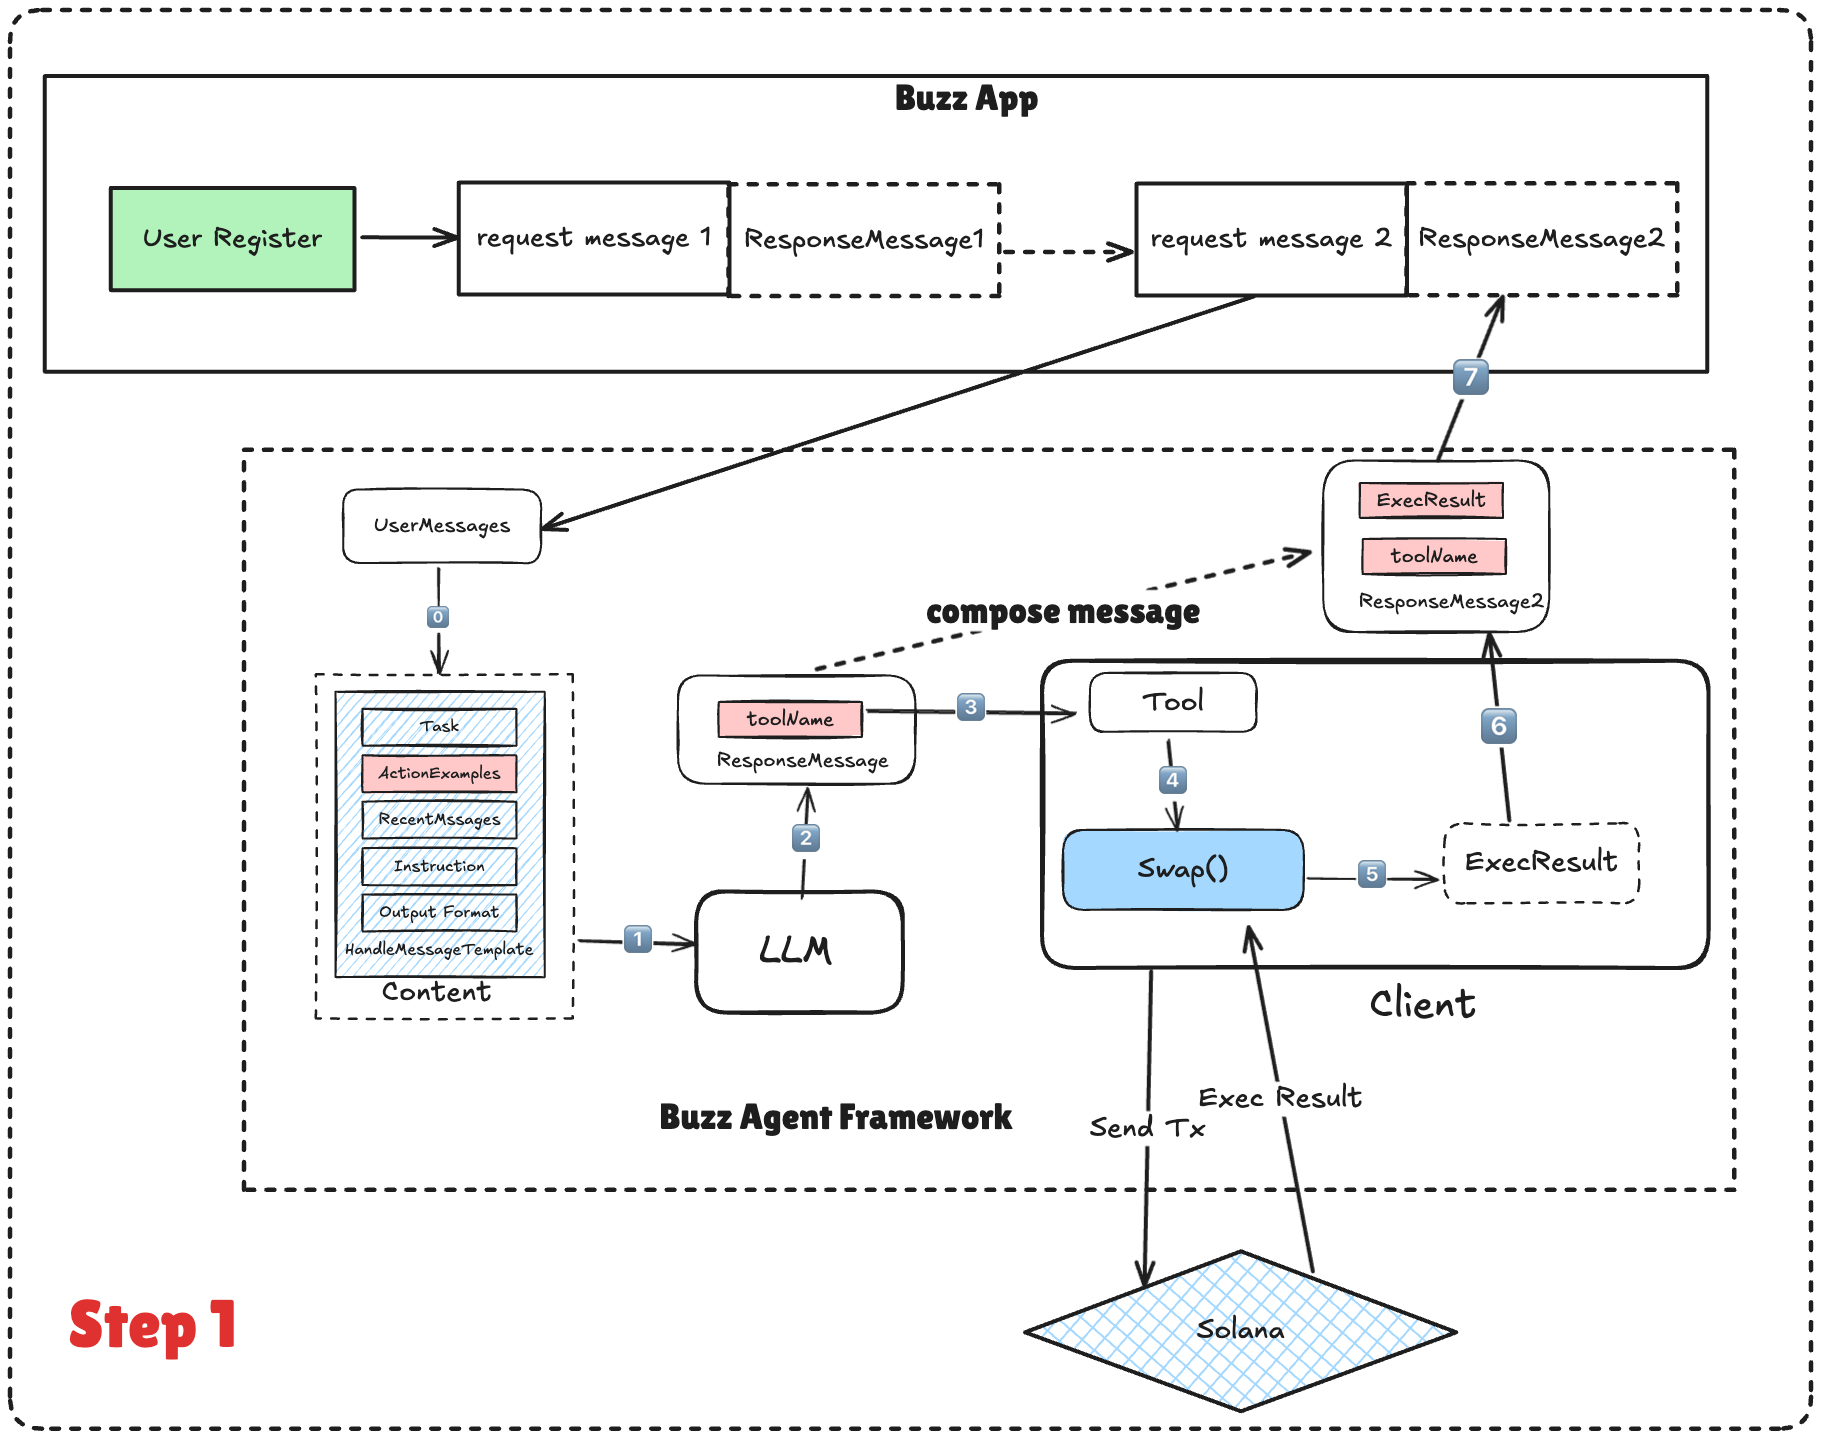 Buzz App
User Register
request message 1
ResponseMessage1
request message 2
ResponseMessage2
7
UserMessages
0
ExecResult
toolName
ResponseMessage2
compose message
Task
ActionExamples
RecentMssages
Instruction
Output Format
HandleMessageTemplate
Content
1
LLM
2
toolName
ResponseMessage
3
Tool
4
Swap()
5
ExecResult
6
Client
Buzz Agent Framework
Send Tx
Exec Result
Solana
Step 1